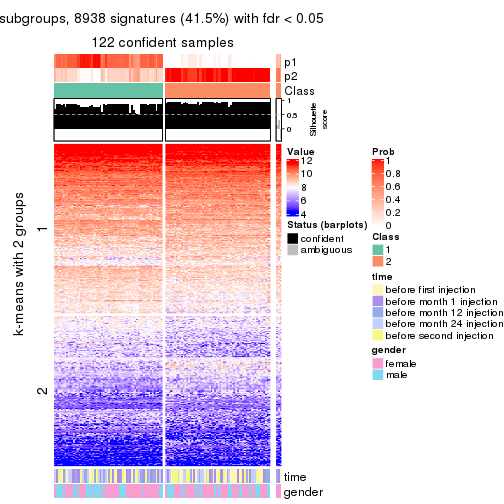 subgroups, 8938 signatures (41.5%) with fdr < 0.05
122 confident samples
p1
p2
Class
1
0.5
0
Silhouette
score
k-means with 2 groups
1
2
Value
12
10
8
6
4
Status (barplots)
confident
ambiguous
Prob
1
0.8
0.6
0.4
0.2
0
Class
1
2
time
before first injection
before month 1 injection
before month 12 injection
before month 24 injection
before second injection
gender
female
male
time
gender